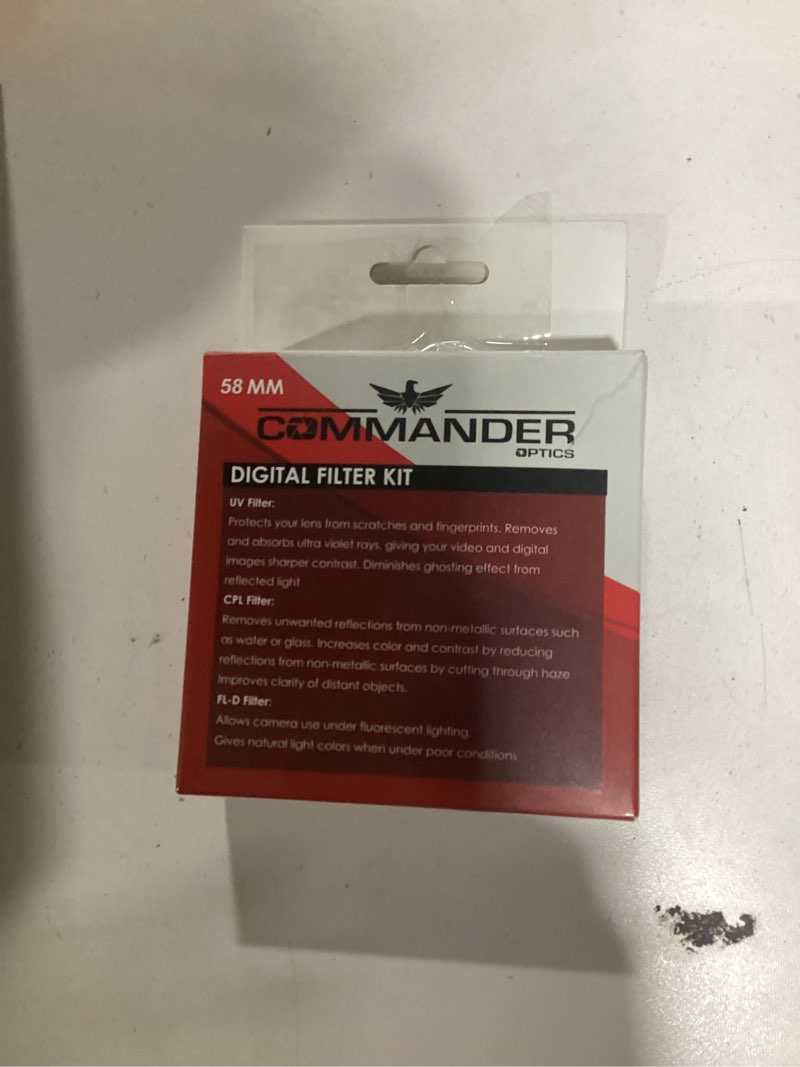 58 MM
COMMANDER
OPTICS
DIGITAL FILTER KIT
UV Filter:
Protects your lens from scratches and fingerprints. Removes
and absorbs ultra violet rays, giving your video and digital
images sharper contrast. Diminishes ghosting effect from
reflected light
CPL Filter:
Removes unwanted reflections from non-metallic surfaces such
as water or glass. Increases color and contrast by reducing
reflections from non-metallic surfaces by cutting through haze
Improves clarity of distant objects.
FL-D Filter:
Allows camera use under fluorescent lighting.
Gives natural light colors when under poor conditions